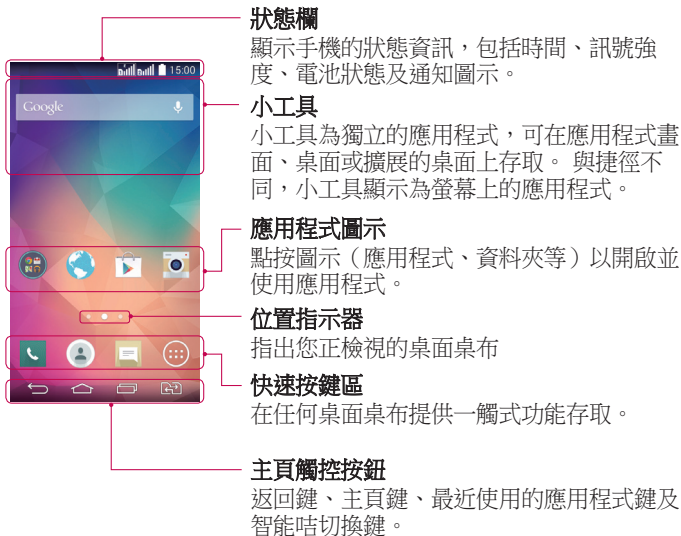 狀態欄
顯示手機的狀態資訊，包括時間、訊號強
度、電池狀態及通知圖示。
15:00
Google
小工具
小工具為獨立的應用程式，可在應用程式畫
面、桌面或擴展的桌面上存取。 與捷徑不
同，小工具顯示為螢幕上的應用程式。
應用程式圖示
點按圖示（應用程式、資料夾等）以開啟並
使用應用程式。
位置指示器
指出您正檢視的桌面桌布
快速按鍵區
在任何桌面桌布提供一觸式功能存取。
主頁觸控按鈕
返回鍵、主頁鍵、最近使用的應用程式鍵及
智能咭切換鍵。